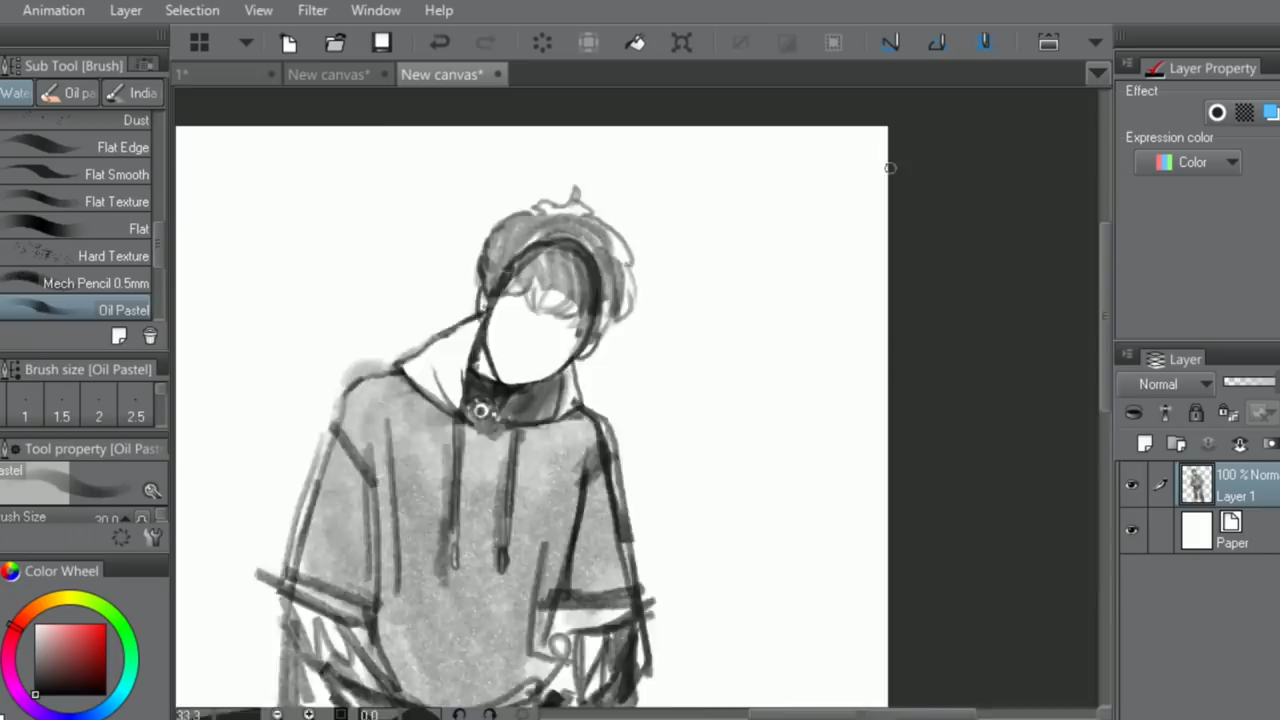 Animation Layer Selection View Filter Window Help
Sub Tool [Brush]
Wate Oil pa India
1* New canvas* New canvas*
Layer Property
Effect
Expression color
Color
Dust
Flat Edge
Flat Smooth
Flat Texture
Flat
Hard Texture
Mech Pencil 0.5mm
Oil Pastel
Brush size [Oil Pastel]
1 1.5 2 2.5
Tool property [Oil Paste
astel
ush Size 30.0
Color Wheel
Layer
Normal
100 % Norm
Layer 1
Paper
33.3 0.0